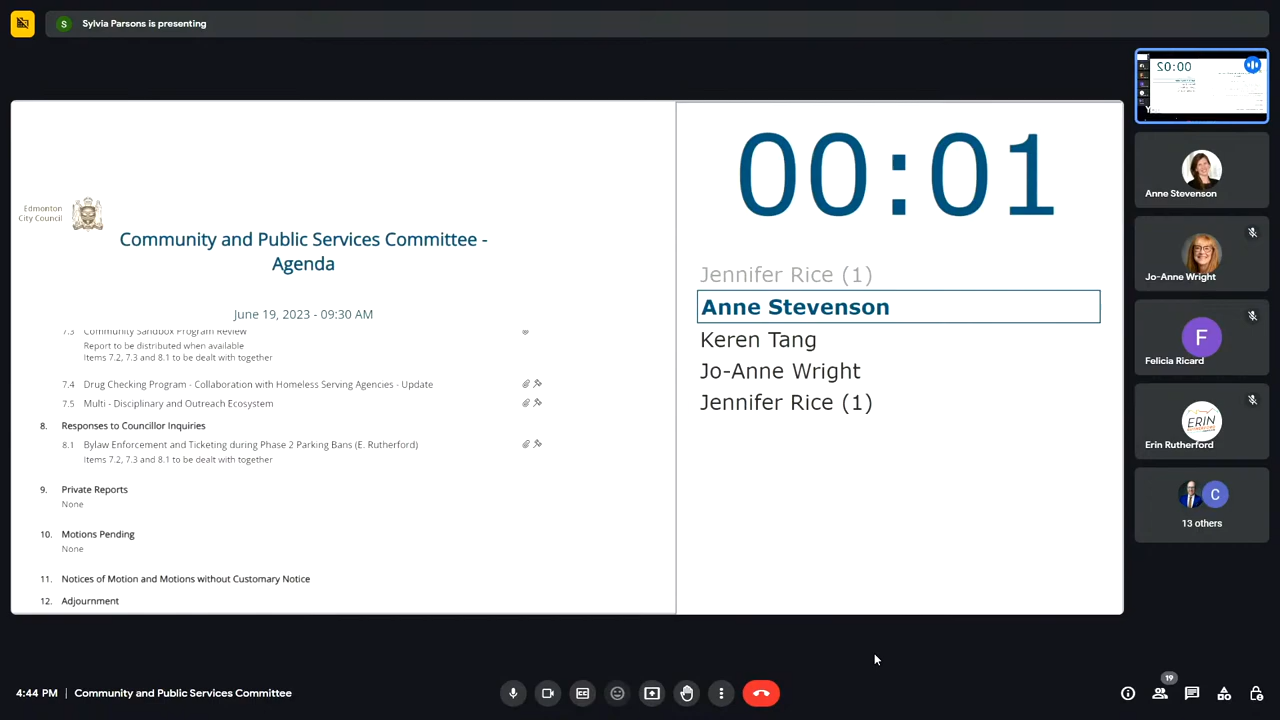 S Sylvia Parsons is presenting
Edmonton
City Council
Community and Public Services Committee -
Agenda
June 19, 2023 - 09:30 AM
7.3 Community Sandbox Program Review
Report to be distributed when available
Items 7.2, 7.3 and 8.1 to be dealt with together
7.4 Drug Checking Program - Collaboration with Homeless Serving Agencies - Update
7.5 Multi - Disciplinary and Outreach Ecosystem
8. Responses to Councillor Inquiries
8.1 Bylaw Enforcement and Ticketing during Phase 2 Parking Bans (E. Rutherford)
Items 7.2, 7.3 and 8.1 to be dealt with together
9. Private Reports
None
10. Motions Pending
None
11. Notices of Motion and Motions without Customary Notice
12. Adjournment
00:01
Jennifer Rice (1)
Anne Stevenson
Keren Tang
Jo-Anne Wright
Jennifer Rice (1)
00:02
Anne Stevenson
Jo-Anne Wright
F
Felicia Ricard
ERIN
Erin Rutherford
C
13 others
4:44 PM | Community and Public Services Committee
19